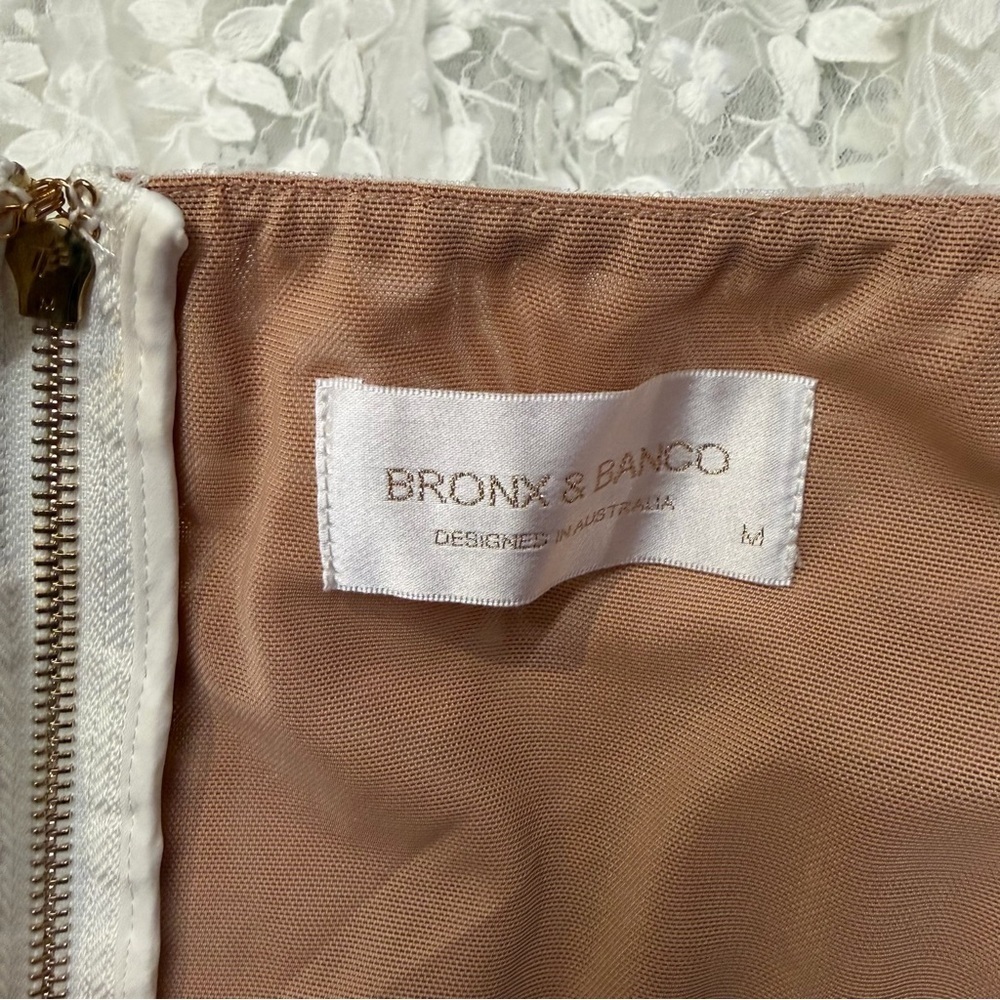 BRONX & BANCO
DESIGNED IN AUSTRALIA
M